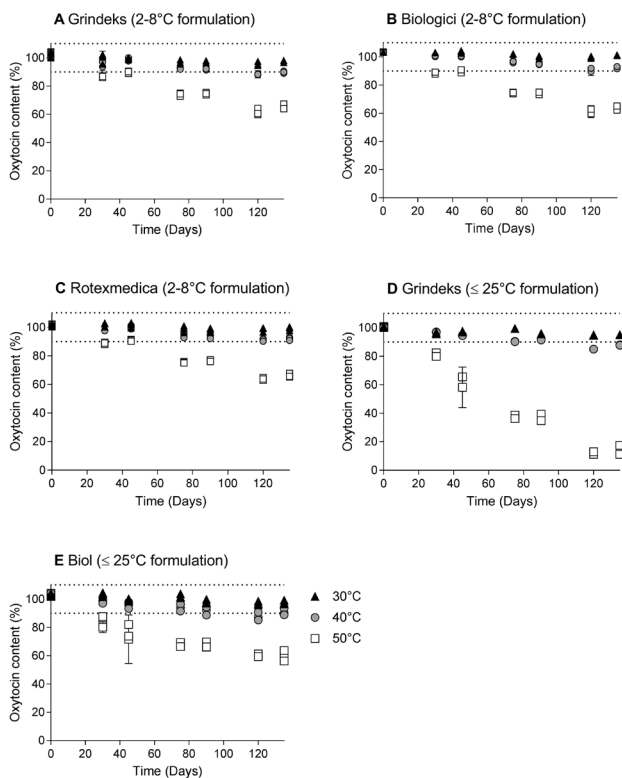 A Grindeks (2-8°C formulation)
Oxytocin content (%)
100
80
60
40
20
0
0 20 40 60 80 100 120
Time (Days)
B Biologici (2-8°C formulation)
Oxytocin content (%)
100
80
60
40
20
0
0 20 40 60 80 100 120
Time (Days)
C Rotexmedica (2-8°C formulation)
Oxytocin content (%)
100
80
60
40
20
0
0 20 40 60 80 100 120
Time (Days)
D Grindeks (≤ 25°C formulation)
Oxytocin content (%)
100
80
60
40
20
0
0 20 40 60 80 100 120
Time (Days)
E Biol (≤ 25°C formulation)
Oxytocin content (%)
100
80
60
40
20
0
0 20 40 60 80 100 120
Time (Days)
30°C
40°C
50°C